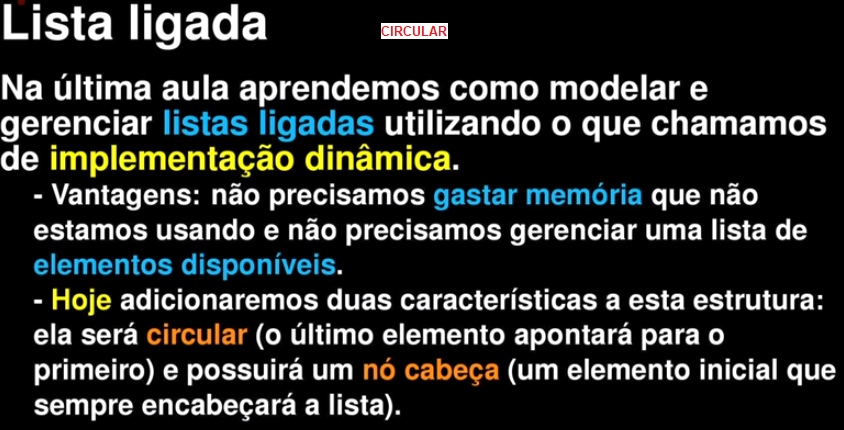 Lista ligada
CIRCULAR
Na última aula aprendemos como modelar e
gerenciar listas ligadas utilizando o que chamamos
de implementação dinâmica.
- Vantagens: não precisamos gastar memória que não
estamos usando e não precisamos gerenciar uma lista de
elementos disponíveis.
- Hoje adicionaremos duas características a esta estrutura:
ela será circular (o último elemento apontará para o
primeiro) e possuirá um nó cabeça (um elemento inicial que
sempre encabeçará a lista).